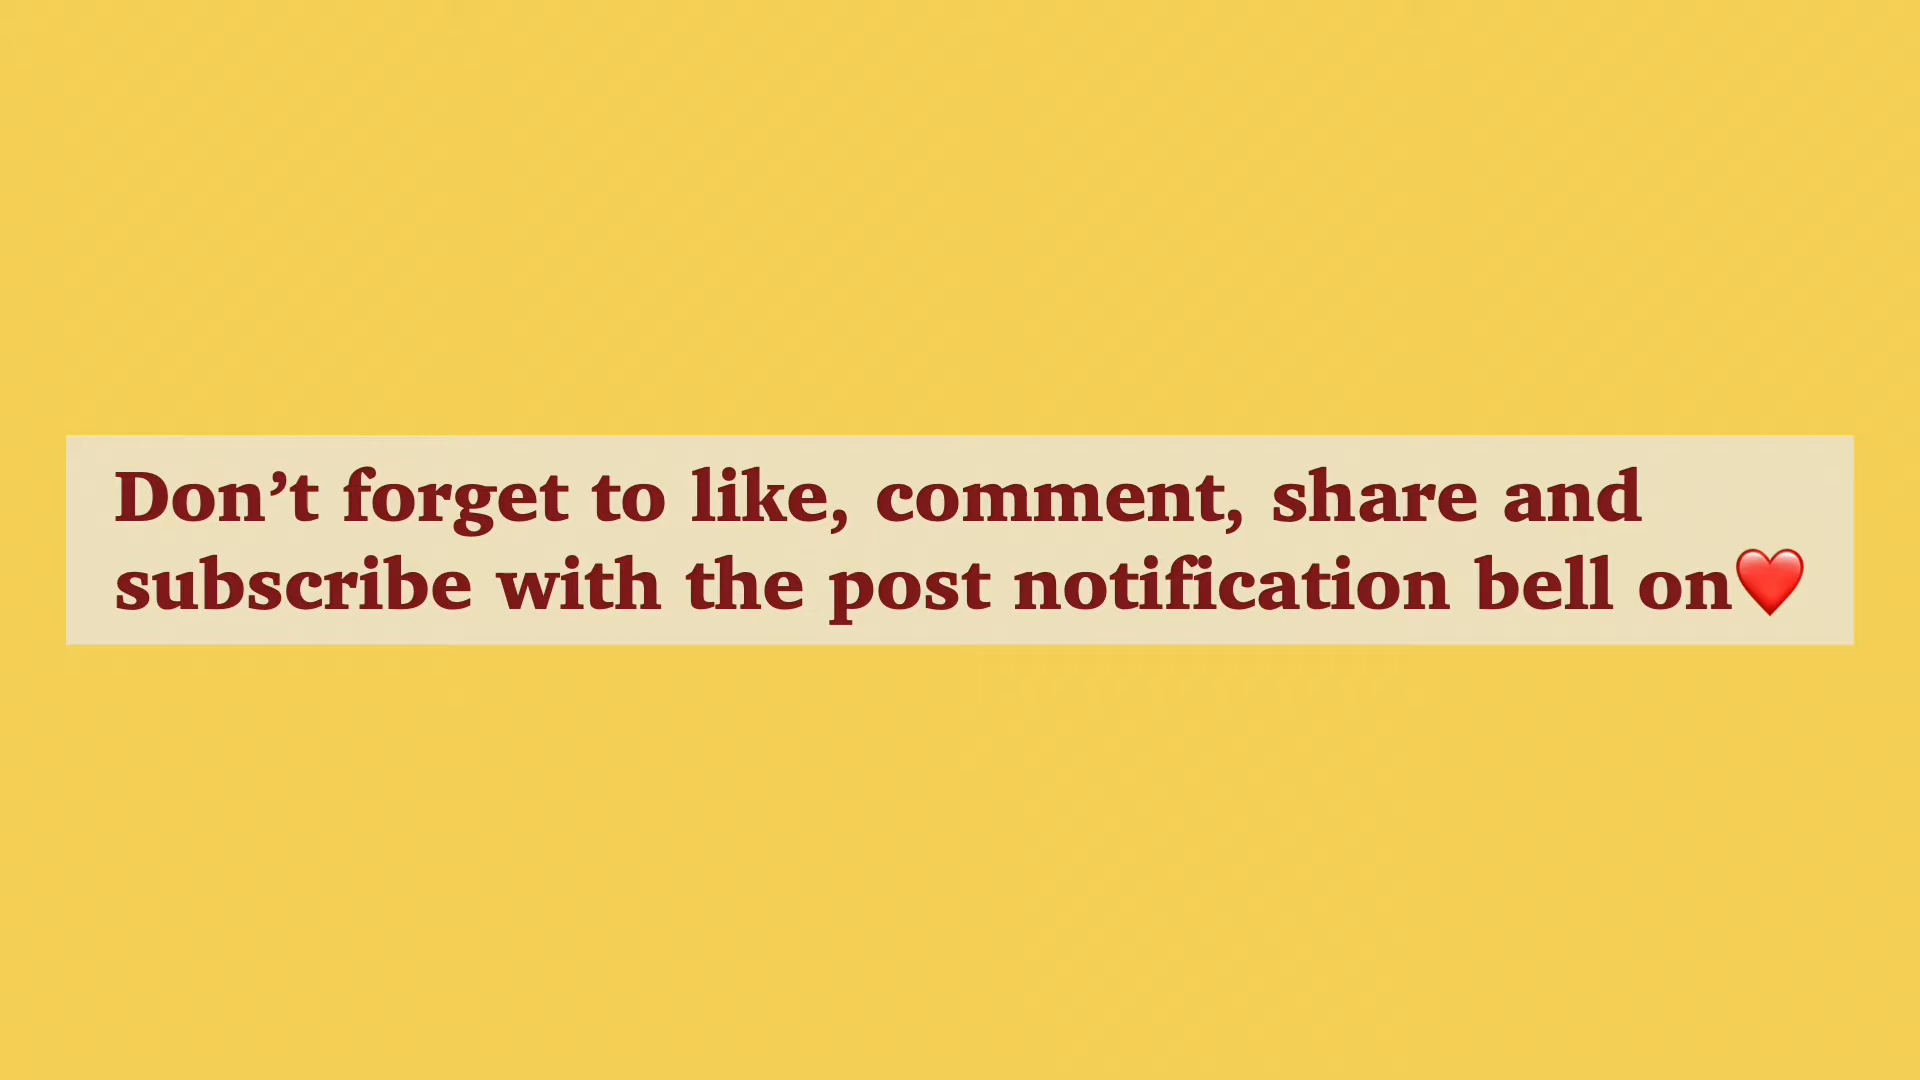 Don’t forget to like, comment, share and
subscribe with the post notification bell on❤️